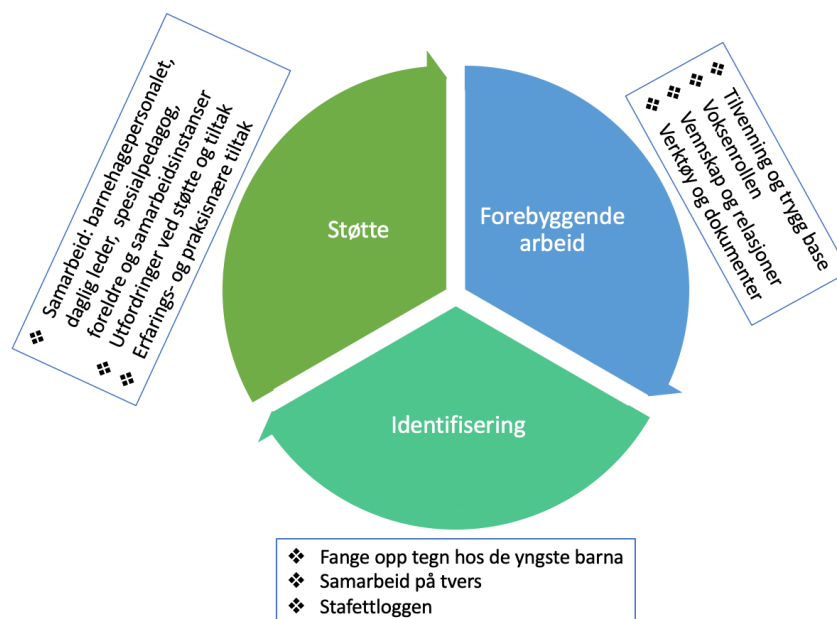 ❖ Samarbeid: barnehagepersonalet,
daglig leder, spesialpedagog,
foreldre og samarbeidsinstanser
❖ Utfordringer ved støtte og tiltak
❖ Erfarings- og praksisnære tiltak
Støtte
Forebyggende
arbeid
❖ Tilvenning og trygg base
❖ Voksenrollen
❖ Vennskap og relasjoner
❖ Verktøy og dokumenter
Identifisering
❖ Fange opp tegn hos de yngste barna
❖ Samarbeid på tvers
❖ Stafettloggen